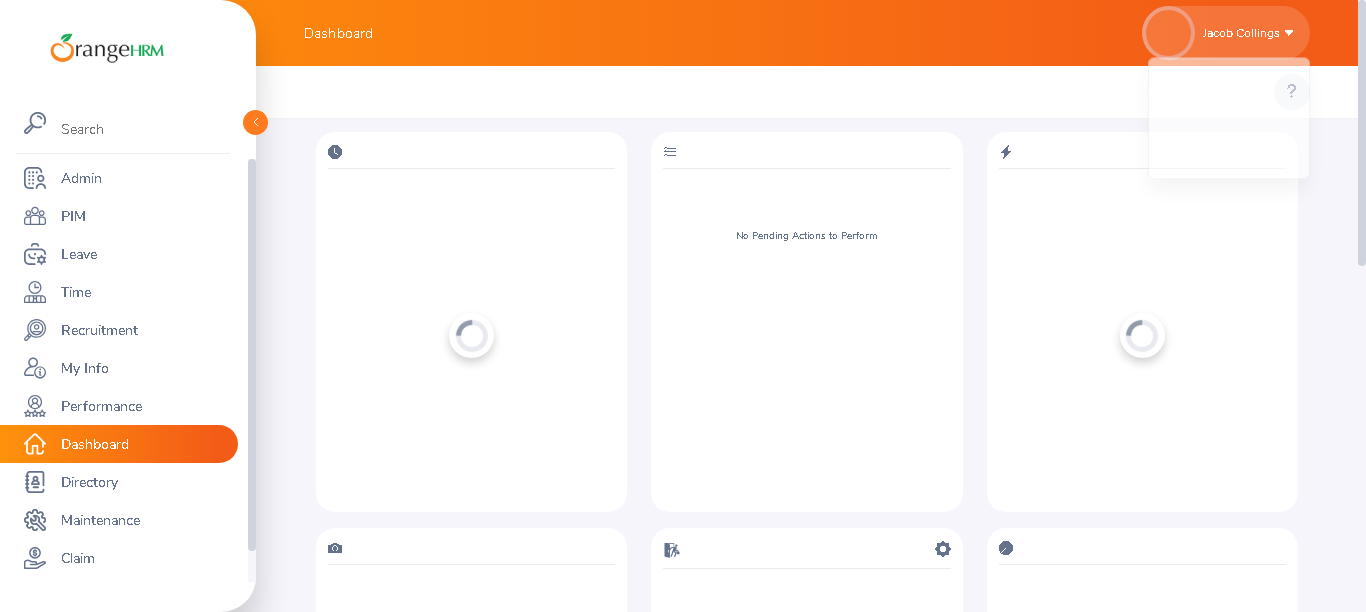 OrangeHRM
Search
Admin
PIM
Leave
Time
Recruitment
My Info
Performance
Dashboard
Directory
Maintenance
Claim
Dashboard
Jacob Collings
?
No Pending Actions to Perform